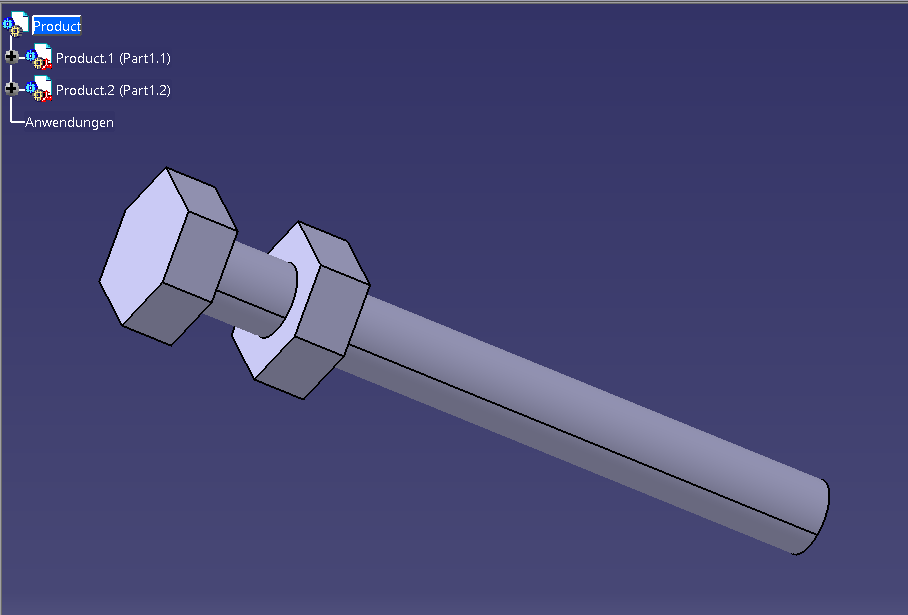 Product
Product.1 (Part1.1)
Product.2 (Part1.2)
Anwendungen